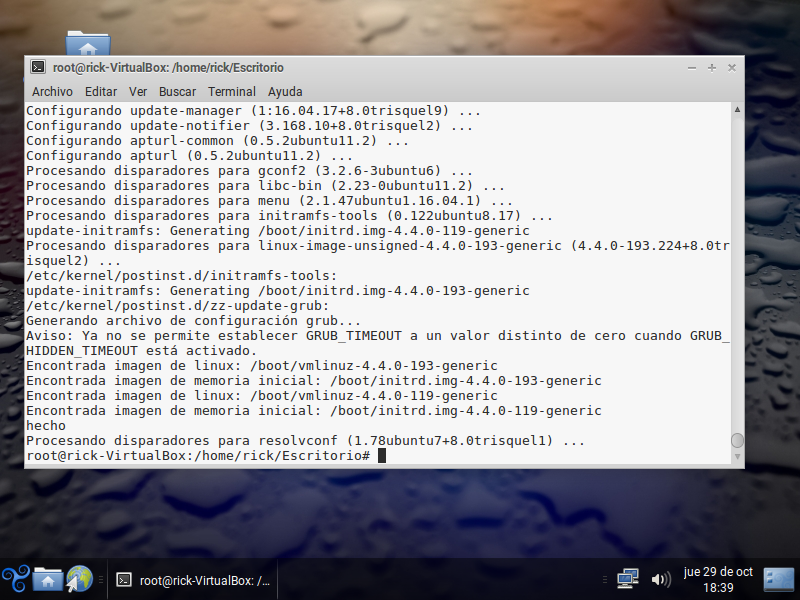 root@rick-VirtualBox: /home/rick/Escritorio
Archivo Editar Ver Buscar Terminal Ayuda
Configurando update-manager (1:16.04.17+8.0trisquel9) ...
Configurando update-notifier (3.168.10+8.0trisquel2) ...
Configurando apturl-common (0.5.2ubuntu11.2) ...
Configurando apturl (0.5.2ubuntu11.2) ...
Procesando disparadores para gconf2 (3.2.6-3ubuntu6) ...
Procesando disparadores para libc-bin (2.23-0ubuntu11.2) ...
Procesando disparadores para menu (2.1.47ubuntu1.16.04.1) ...
Procesando disparadores para initramfs-tools (0.122ubuntu8.17) ...
update-initramfs: Generating /boot/initrd.img-4.4.0-119-generic
Procesando disparadores para linux-image-unsigned-4.4.0-193-generic (4.4.0-193.224+8.0tr
isquel2) ...
/etc/kernel/postinst.d/initramfs-tools:
update-initramfs: Generating /boot/initrd.img-4.4.0-193-generic
/etc/kernel/postinst.d/zz-update-grub:
Generando archivo de configuración grub...
Aviso: Ya no se permite establecer GRUB_TIMEOUT a un valor distinto de cero cuando GRUB_
HIDDEN_TIMEOUT está activado.
Encontrada imagen de linux: /boot/vmlinuz-4.4.0-193-generic
Encontrada imagen de memoria inicial: /boot/initrd.img-4.4.0-193-generic
Encontrada imagen de linux: /boot/vmlinuz-4.4.0-119-generic
Encontrada imagen de memoria inicial: /boot/initrd.img-4.4.0-119-generic
hecho
Procesando disparadores para resolvconf (1.78ubuntu7+8.0trisquel1) ...
root@rick-VirtualBox:/home/rick/Escritorio#
root@rick-VirtualBox: /...
jue 29 de oct
18:39